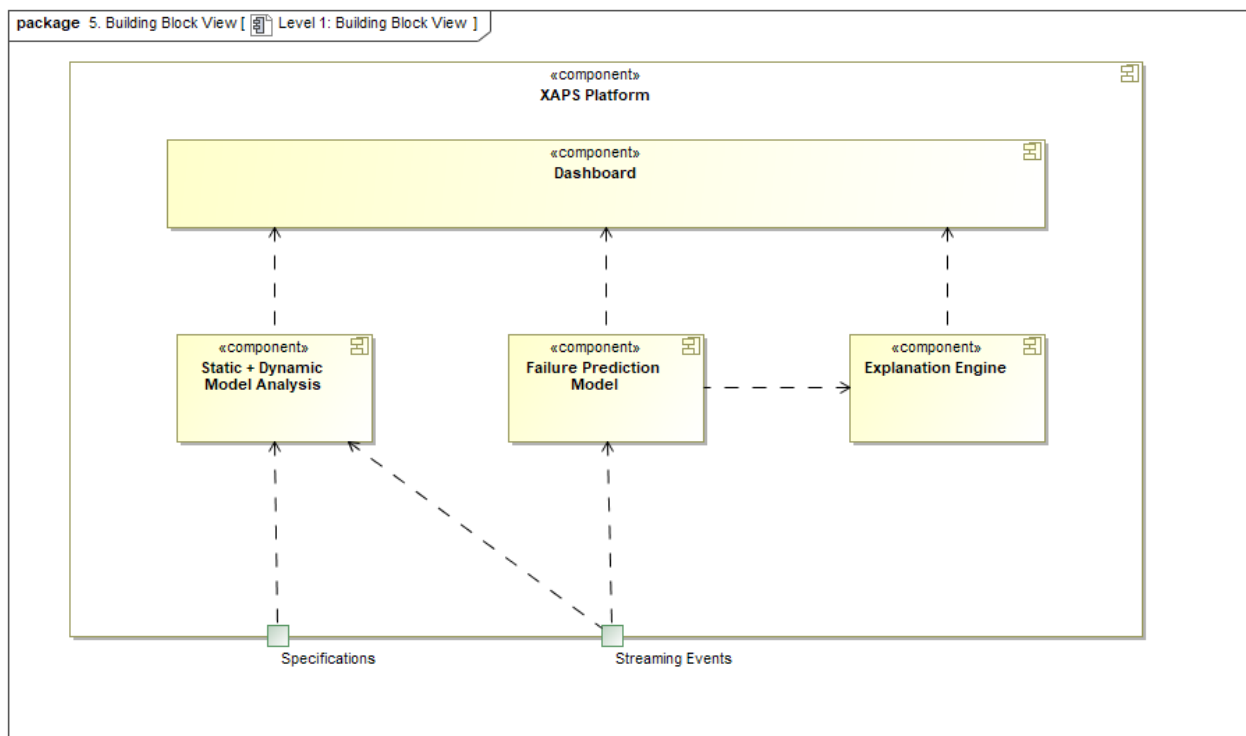 package 5. Building Block View [ Level 1: Building Block View ]
«component»
XAPS Platform
«component»
Dashboard
«component»
Static + Dynamic
Model Analysis
«component»
Failure Prediction
Model
«component»
Explanation Engine
Specifications
Streaming Events